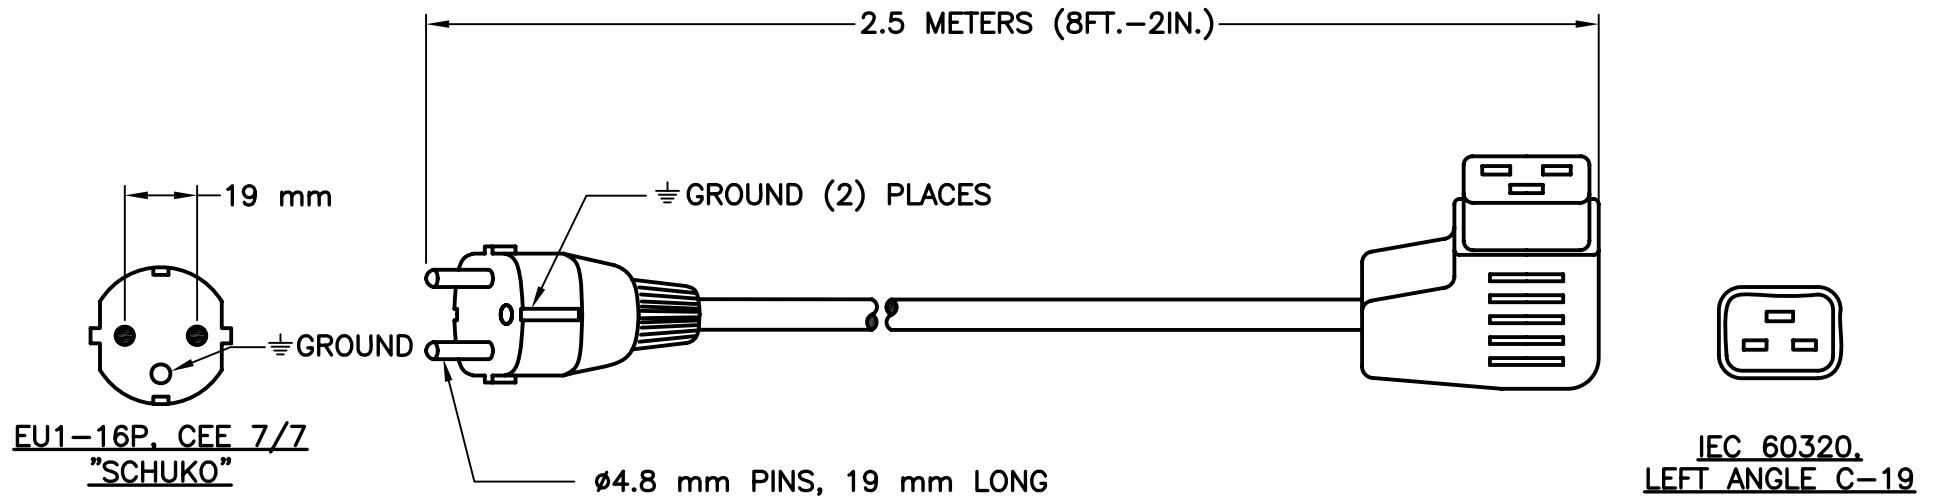 2.5 METERS (8FT.-2IN.)
19 mm
⏚ GROUND (2) PLACES
⏚ GROUND
EU1-16P, CEE 7/7
"SCHUKO"
ø4.8 mm PINS, 19 mm LONG
IEC 60320,
LEFT ANGLE C-19